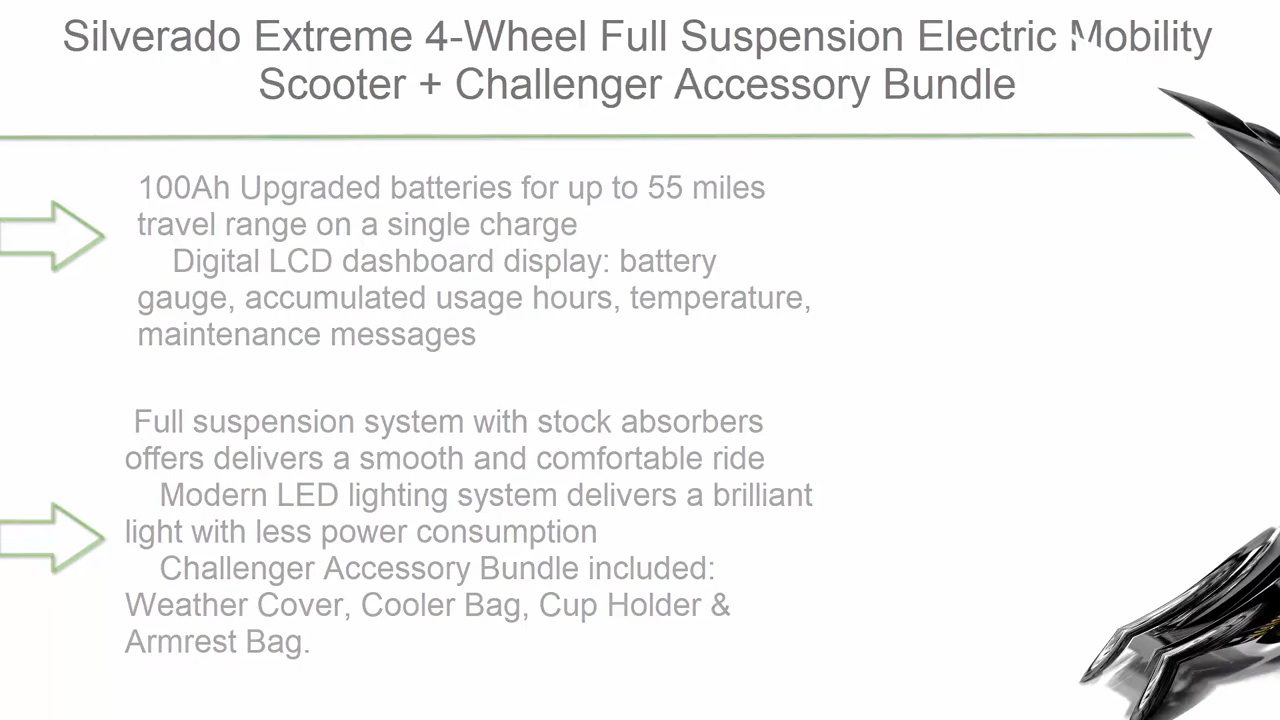 Silverado Extreme 4-Wheel Full Suspension Electric Mobility
Scooter + Challenger Accessory Bundle
100Ah Upgraded batteries for up to 55 miles
travel range on a single charge
Digital LCD dashboard display: battery
gauge, accumulated usage hours, temperature,
maintenance messages
Full suspension system with stock absorbers
offers delivers a smooth and comfortable ride
Modern LED lighting system delivers a brilliant
light with less power consumption
Challenger Accessory Bundle included:
Weather Cover, Cooler Bag, Cup Holder &
Armrest Bag.